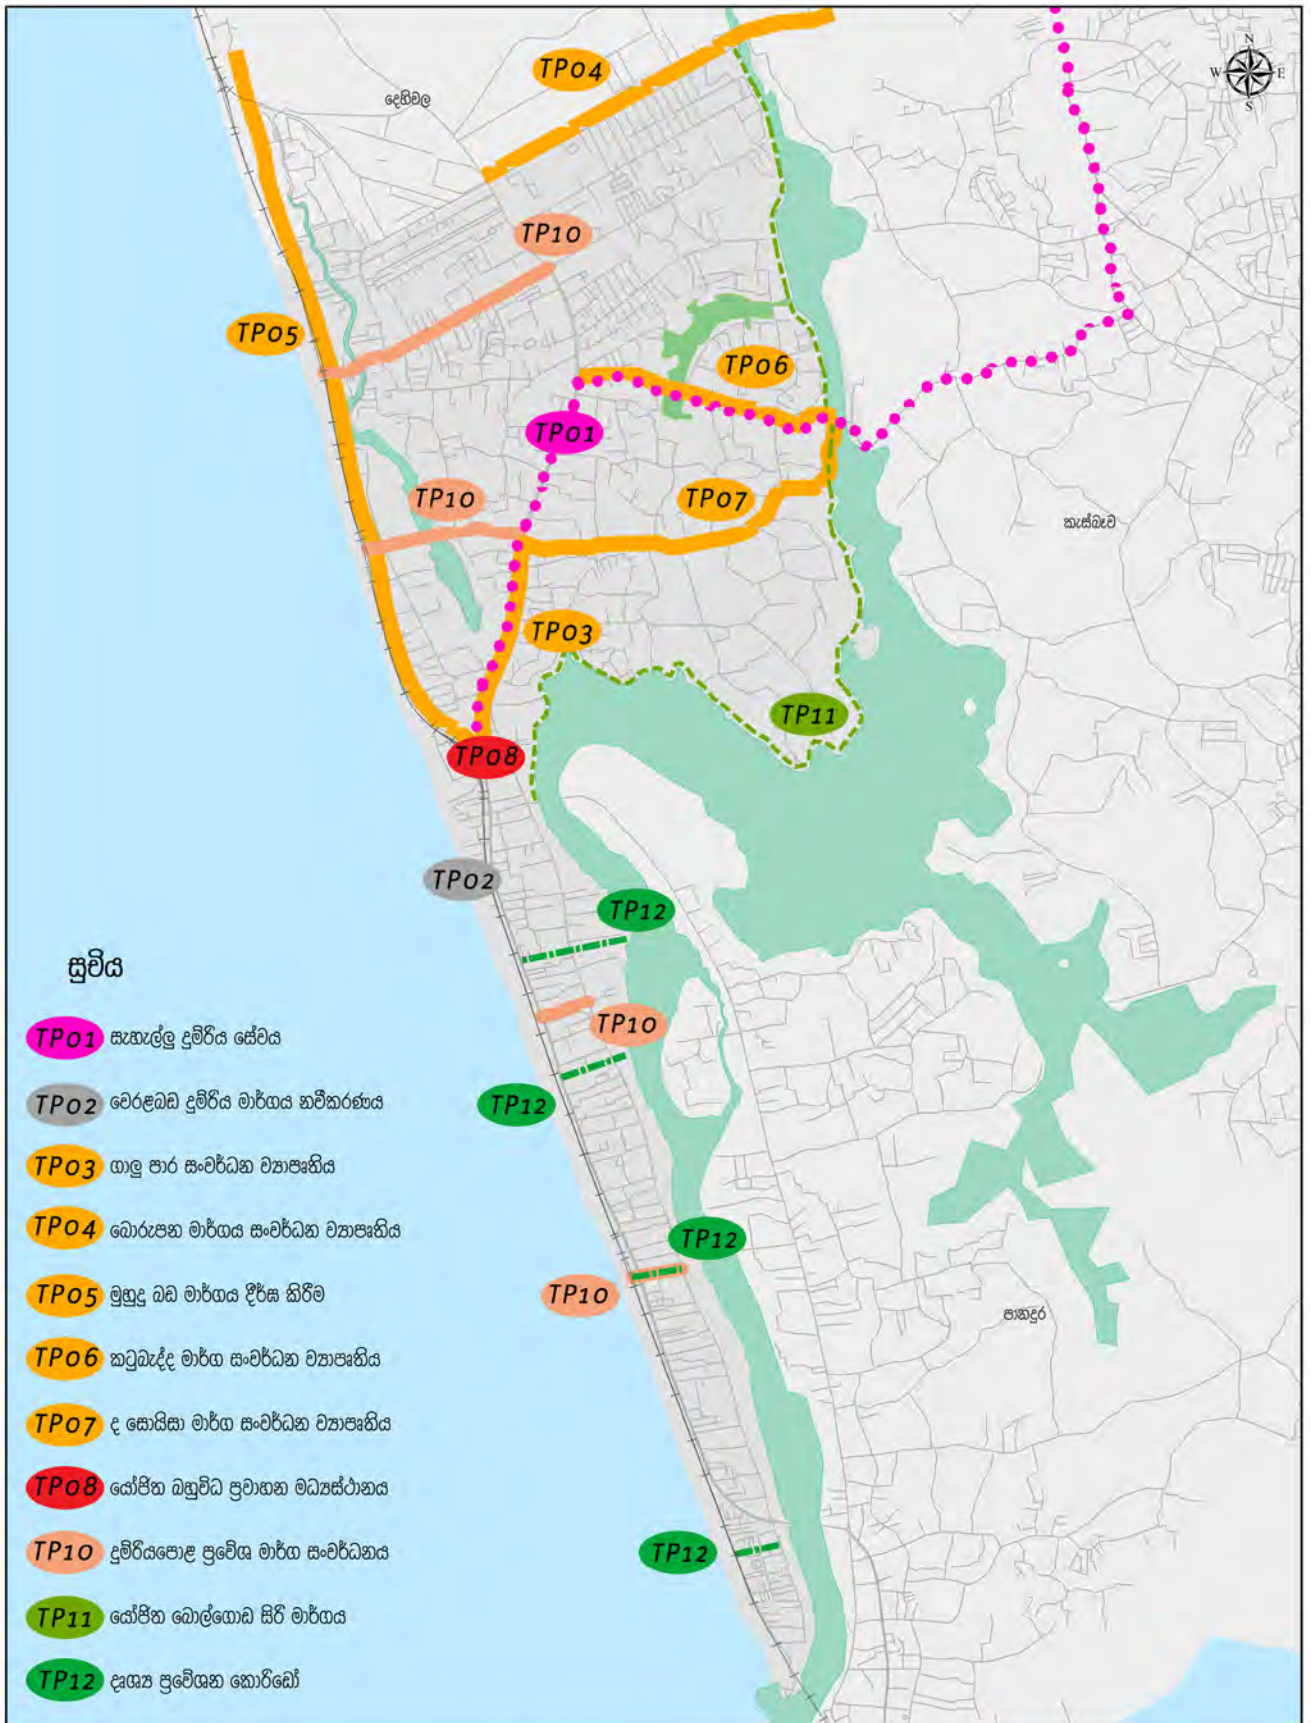 N
W E
S
TP04
දෙහිවල
TP10
TP05
TP06
TP01
TP10
TP07
කැස්බෑව
TP03
TP11
TP08
TP02
TP12
TP10
TP12
TP12
TP10
පානදුර
TP12
සූචිය
TP01 සැහැල්ලු දුම්රිය සේවය
TP02 වෙරළබඩ දුම්රිය මාර්ගය නවීකරණය
TP03 ගාලු පාර සංවර්ධන ව්‍යාපෘතිය
TP04 බොරුපන මාර්ගය සංවර්ධන ව්‍යාපෘතිය
TP05 මුහුදු බඩ මාර්ගය දීර්ඝ කිරීම
TP06 කටුබැද්ද මාර්ග සංවර්ධන ව්‍යාපෘතිය
TP07 ද සොයිසා මාර්ග සංවර්ධන ව්‍යාපෘතිය
TP08 යෝජිත බහුවිධ ප්‍රවාහන මධ්‍යස්ථානය
TP10 දුම්රියපොළ ප්‍රවේශ මාර්ග සංවර්ධනය
TP11 යෝජිත බොල්ගොඩ සිරි මාර්ගය
TP12 දෘශ්‍ය ප්‍රවේශන කොරිඩෝ